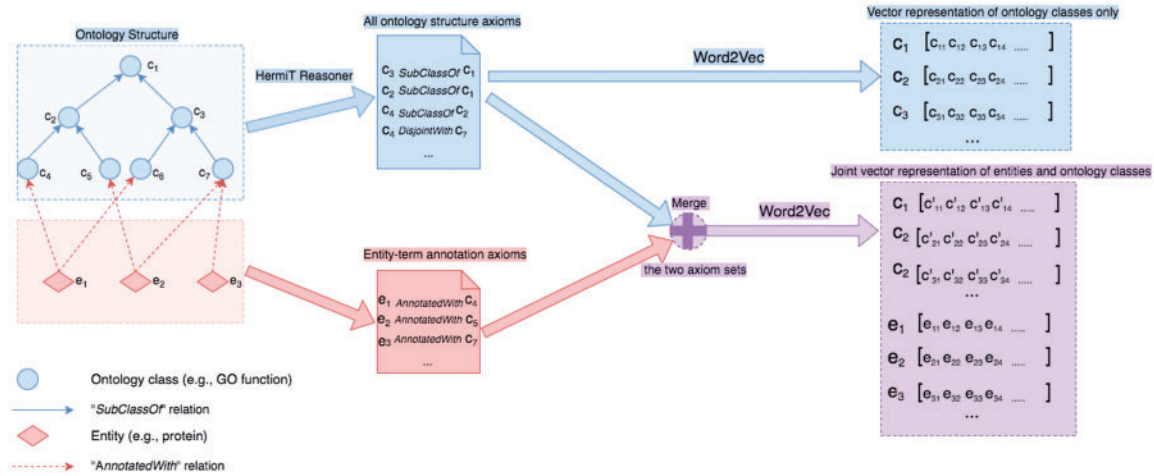 Ontology Structure
c1
c2
c3
c4
c5
c6
c7
e1
e2
e3
HermiT Reasoner
All ontology structure axioms
C3 SubClassOf C1
C2 SubClassOf C1
C4 SubClassOf C2
C4 DisjointWith C7
...
Entity-term annotation axioms
e1 AnnotatedWith C4
e2 AnnotatedWith C5
e3 AnnotatedWith C7
...
Word2Vec
Merge
the two axiom sets
Word2Vec
Vector representation of ontology classes only
C1 [C11 C12 C13 C14 ..... ]
C2 [C21 C22 C23 C24 ..... ]
C3 [C31 C32 C33 C34 ..... ]
...
Joint vector representation of entities and ontology classes
C1 [C'11 C'12 C'13 C'14 ..... ]
C2 [C'21 C'22 C'23 C'24 ..... ]
C2 [C'31 C'32 C'33 C'34 ..... ]
...
e1 [e11 e12 e13 e14 ..... ]
e2 [e21 e22 e22 e24 ..... ]
e3 [e31 e32 e33 e34 ..... ]
...
Ontology class (e.g., GO function)
"SubClassOf" relation
Entity (e.g., protein)
"AnnotatedWith" relation